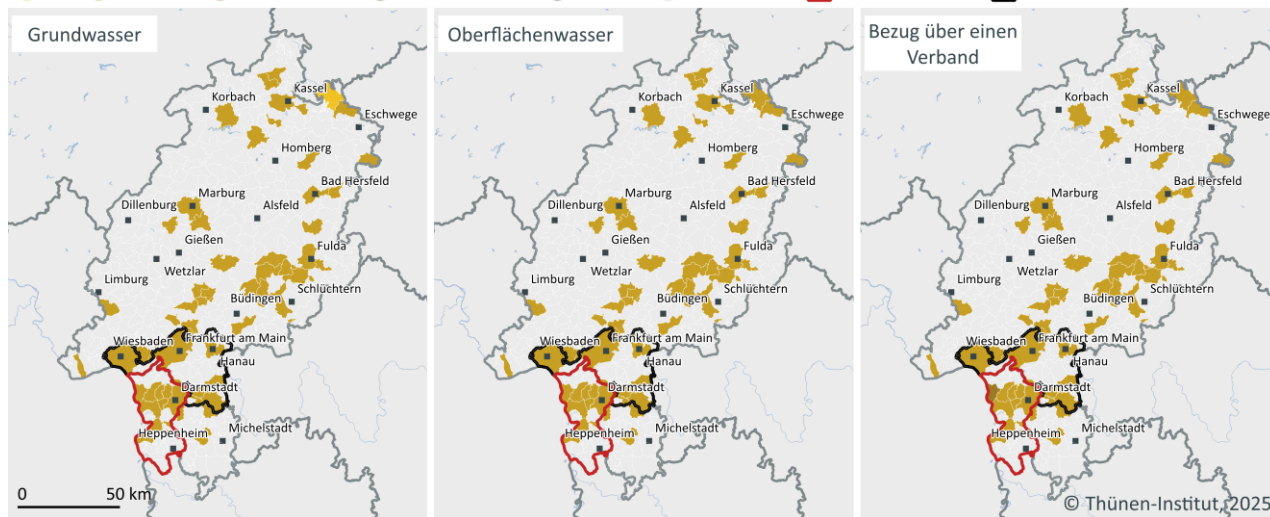 Grundwasser
Kassel
Korbach
Eschwege
Homberg
Bad Hersfeld
Marburg
Dillenburg
Alsfeld
Gießen
Fulda
Wetzlar
Limburg
Schlüchtern
Büdingen
Wiesbaden
Frankfurt am Main
Hanau
Darmstadt
Heppenheim
Michelstadt
0 50 km
Oberflächenwasser
Kassel
Korbach
Eschwege
Homberg
Bad Hersfeld
Marburg
Dillenburg
Alsfeld
Gießen
Fulda
Wetzlar
Limburg
Schlüchtern
Büdingen
Wiesbaden
Frankfurt am Main
Hanau
Darmstadt
Heppenheim
Michelstadt
Bezug über einen
Verband
Kassel
Korbach
Eschwege
Homberg
Bad Hersfeld
Marburg
Dillenburg
Alsfeld
Gießen
Fulda
Wetzlar
Limburg
Schlüchtern
Büdingen
Wiesbaden
Frankfurt am Main
Hanau
Darmstadt
Heppenheim
Michelstadt
© Thünen-Institut, 2025